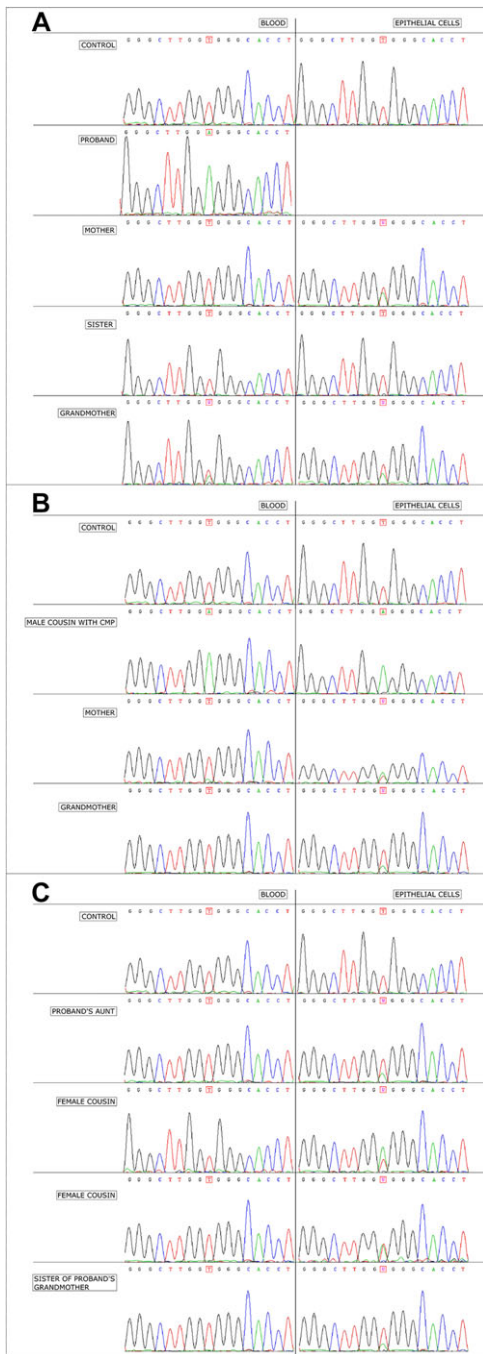 A
BLOOD EPITHELIAL CELLS
G G G C T T G G T G G G C A C C T G G G C T T G G T G G G C A C C T
CONTROL
G G G C T T G G A G G G C A C C T
PROBAND
G G G C T T G G T G G G C A C C T G G G C T T G G G G G C A C C T
MOTHER
G G G C T T G G T G G G C A C C T G G G C T T G G T G G G C A C C T
SISTER
G G G C T T G G G G G C A C C T G G G C T T G G G G G C A C C T
GRANDMOTHER
B
BLOOD EPITHELIAL CELLS
G G G C T T G G T G G G C A C C T G G G C T T G G T G G G C A C C T
CONTROL
G G G C T T G G A G G G C A C C T G G G C T T G G A G G G C A C C T
MALE COUSIN WITH CMP
G G G C T T G G T G G G C A C C T G G G C T T G G G G G C A C C T
MOTHER
G G G C T T G G T G G G C A C C T G G G C T T G G G G G C A C C T
GRANDMOTHER
C
BLOOD EPITHELIAL CELLS
G G G C T T G G T G G G C A C C T G G G C T T G G T G G G C A C C T
CONTROL
G G G C T T G G T G G G C A C C T G G G C T T G G G G G C A C C T
PROBAND'S AUNT
G G G C T T G G T G G G C A C C T G G G C T T G G G G G C A C C T
FEMALE COUSIN
G G G C T T G G T G G G C A C C T G G G C T T G G G G G C A C C T
FEMALE COUSIN
G G G C T T G G T G G G C A C C T G G G C T T G G G G G C A C C T
SISTER OF PROBAND'S
GRANDMOTHER